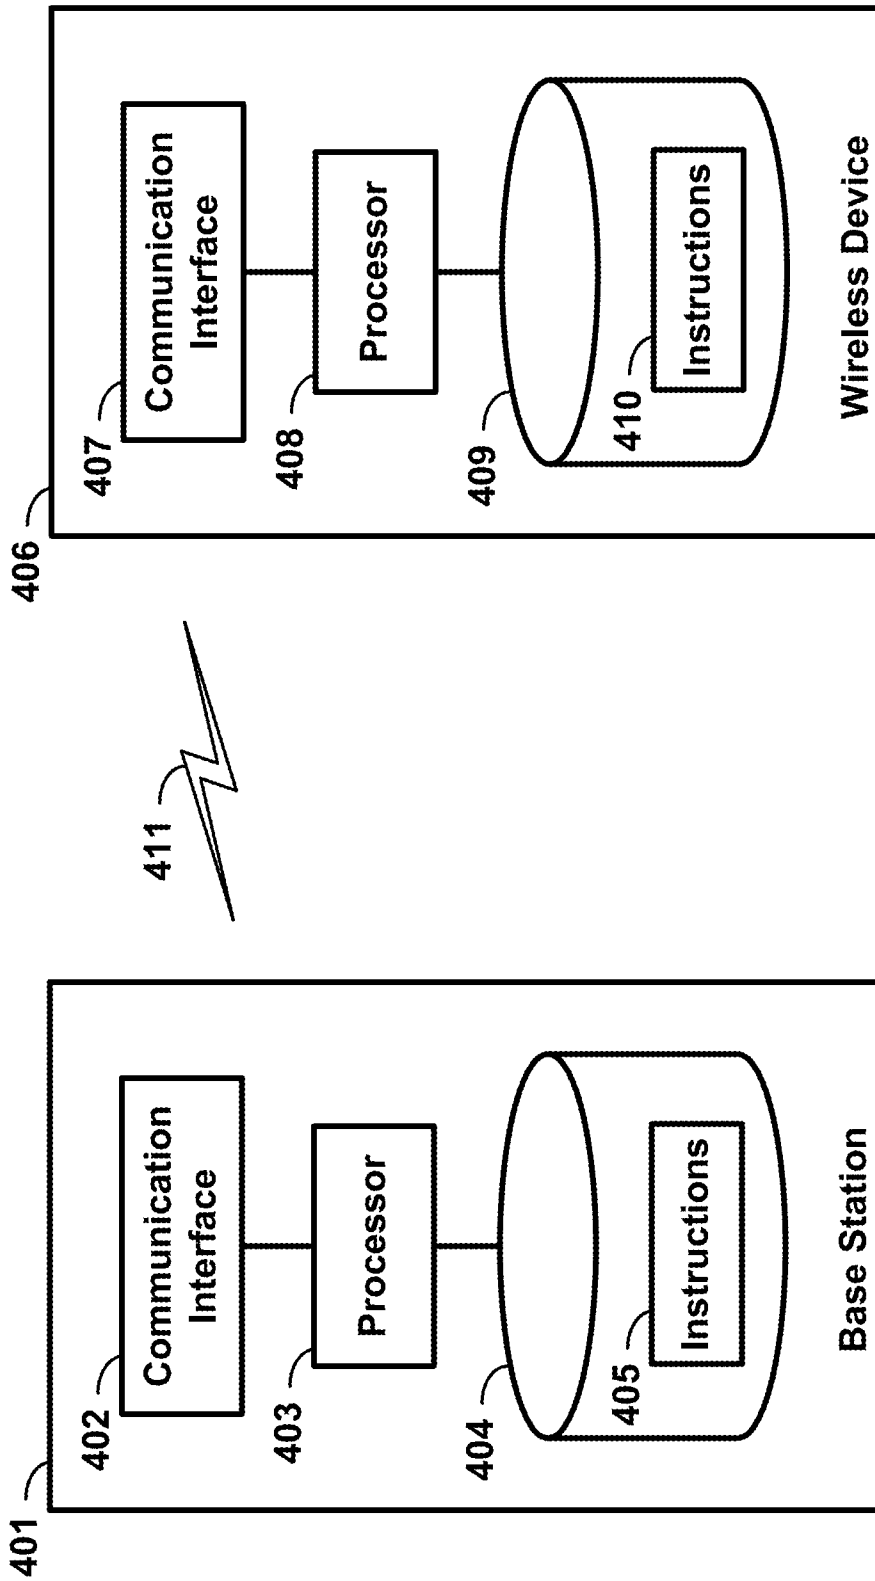 401
402
Communication
Interface
403
Processor
404
405
Instructions
Base Station
411
406
407
Communication
Interface
408
Processor
409
410
Instructions
Wireless Device